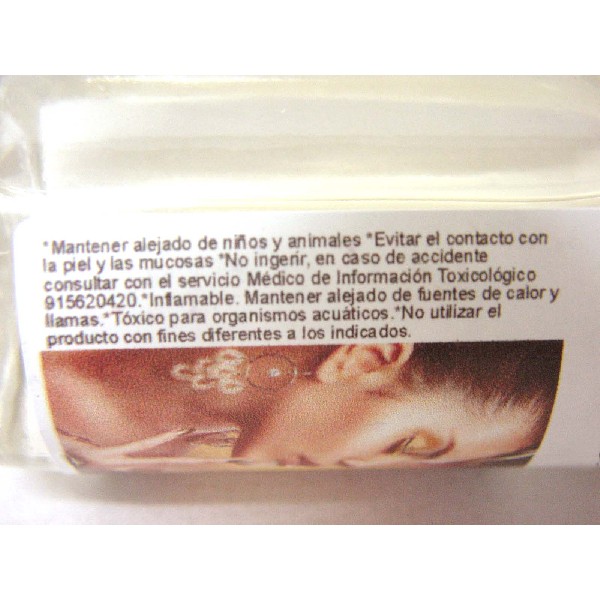 *Mantener alejado de niños y animales *Evitar el contacto con
la piel y las mucosas *No ingerir, en caso de accidente
consultar con el servicio Médico de Información Toxicológico
915620420.*Inflamable. Mantener alejado de fuentes de calor y
llamas.*Tóxico para organismos acuáticos.*No utilizar el
producto con fines diferentes a los indicados.